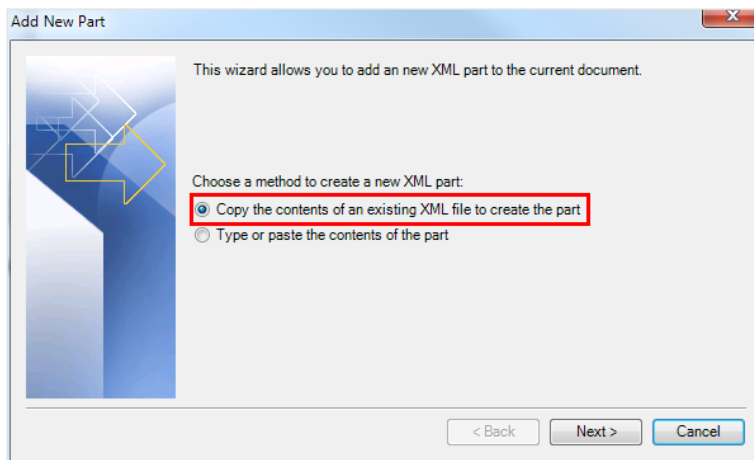 Add New Part
This wizard allows you to add an new XML part to the current document.
Choose a method to create a new XML part:
Copy the contents of an existing XML file to create the part
Type or paste the contents of the part
< Back
Next >
Cancel